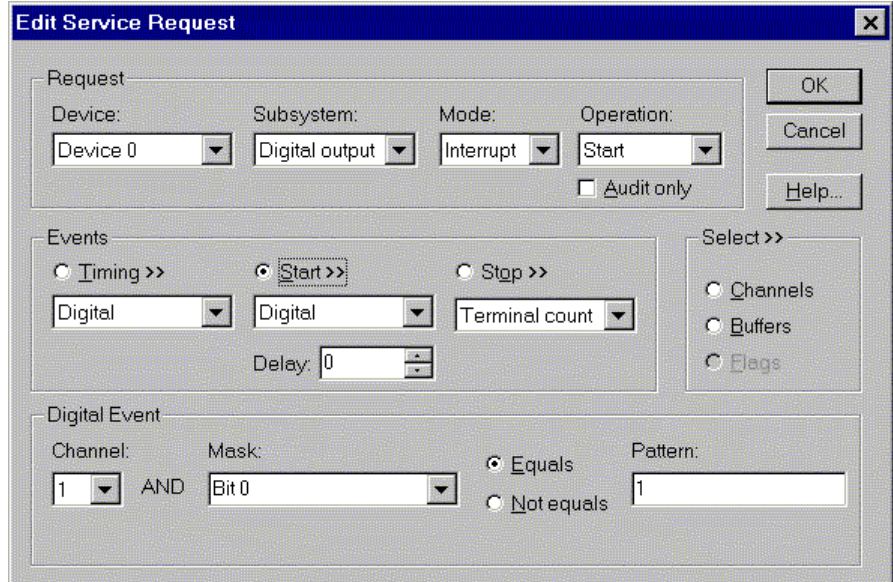 Edit Service Request
Request
OK
Device: Subsystem: Mode: Operation:
Device 0 Digital output Interrupt Start
Cancel
Audit only
Help...
Events
Select >>
Timing >> Start >> Stop >>
Digital Digital Terminal count
Channels
Buffers
Delay: 0
Flags
Digital Event
Channel: Mask: Pattern:
Equals
1 AND Bit 0 1
Not equals